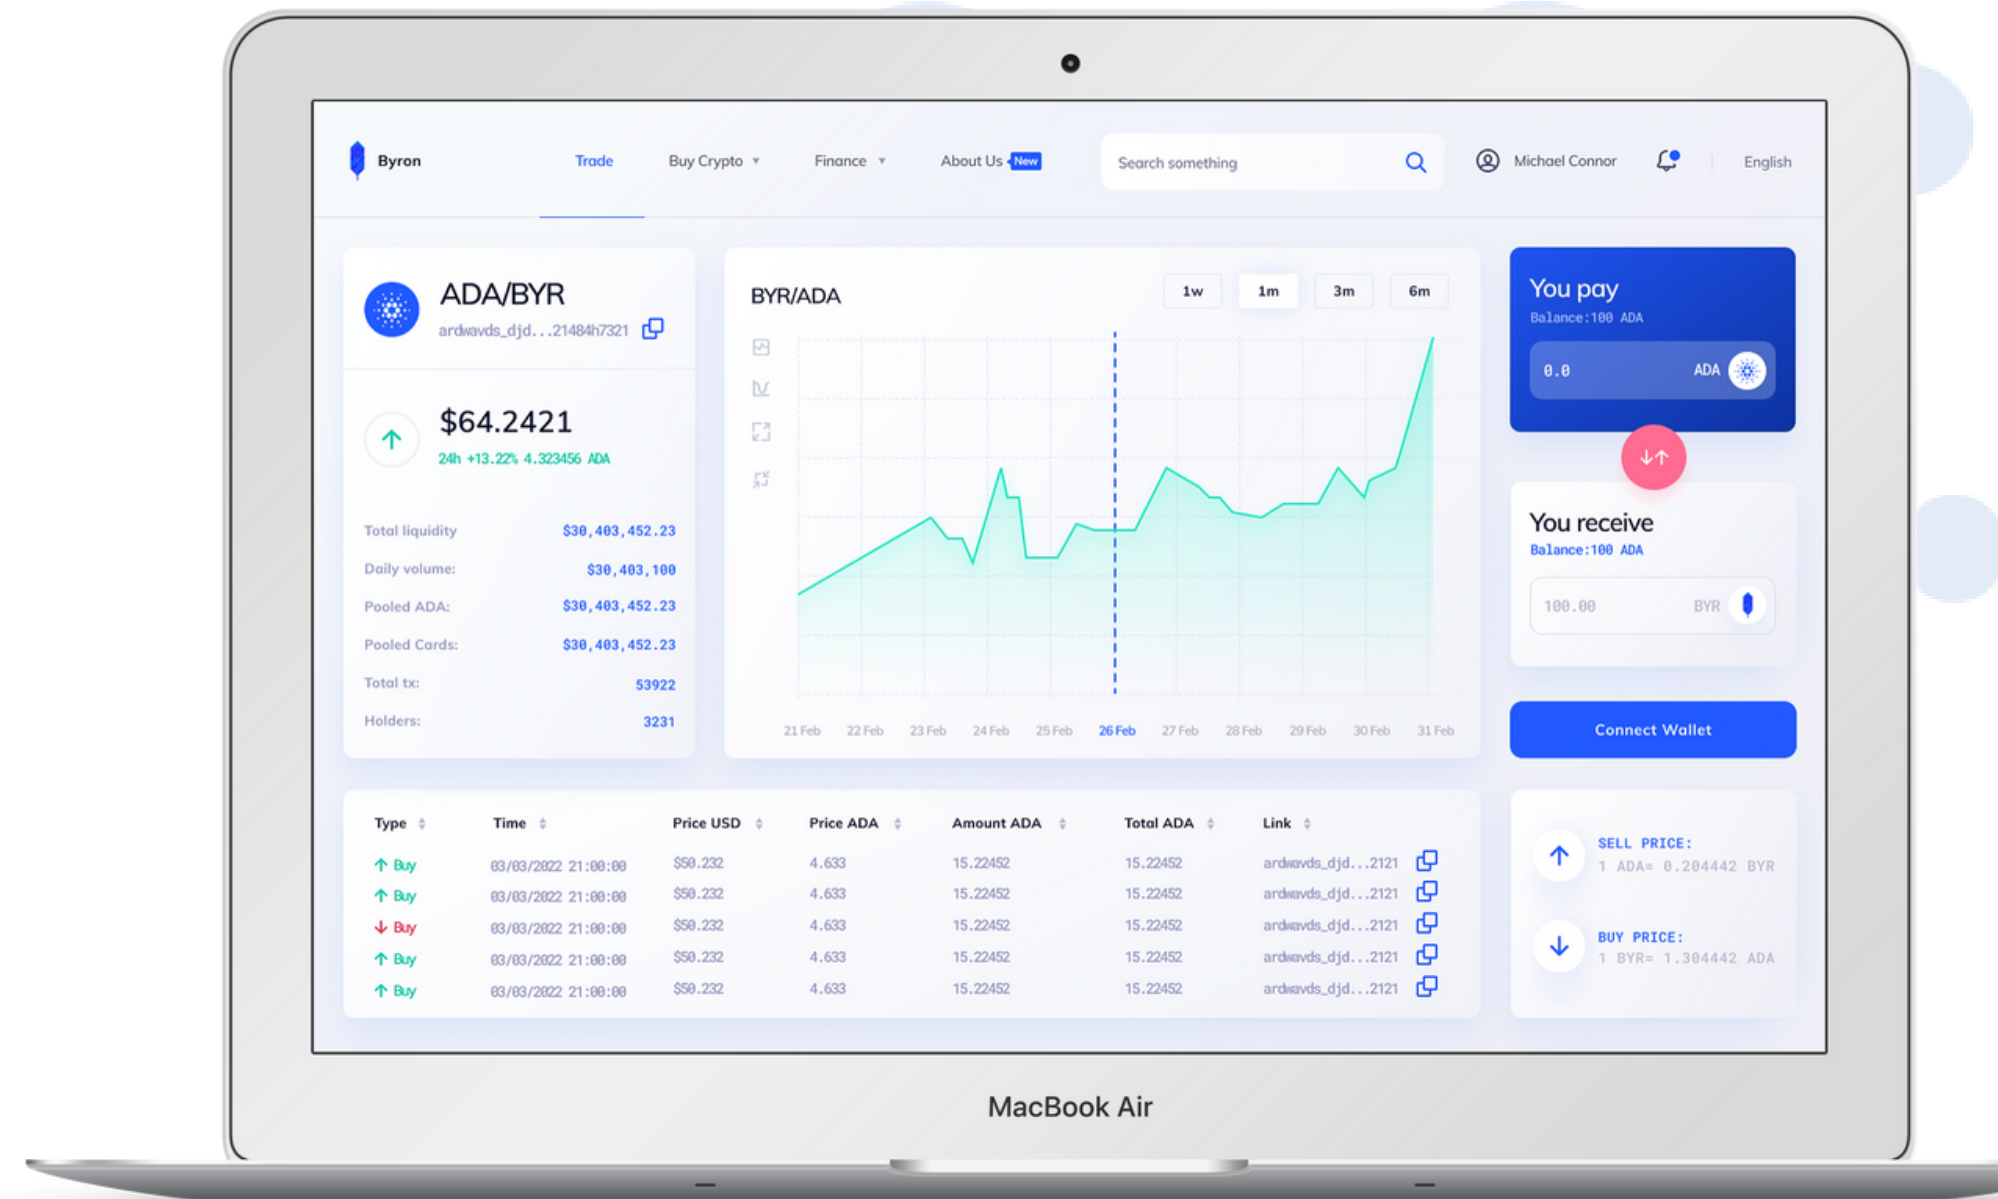 Byron
Trade
Buy Crypto
Finance
About Us New
Search something
Michael Connor
English
ADA/BYR
ardwavds_djd...21484h7321
$64.2421
24h +13.22% 4.323456 ADA
Total liquidity $30,403,452.23
Daily volume: $30,403,100
Pooled ADA: $30,403,452.23
Pooled Cards: $30,403,452.23
Total tx: 53922
Holders: 3231
BYR/ADA
1w 1m 3m 6m
21 Feb 22 Feb 23 Feb 24 Feb 25 Feb 26 Feb 27 Feb 28 Feb 29 Feb 30 Feb 31 Feb
You pay
Balance:100 ADA
0.0 ADA
You receive
Balance:100 ADA
100.00 BYR
Connect Wallet
Type Time Price USD Price ADA Amount ADA Total ADA Link
Buy 03/03/2022 21:00:00 $50.232 4.633 15.22452 15.22452 ardwavds_djd...2121
Buy 03/03/2022 21:00:00 $50.232 4.633 15.22452 15.22452 ardwavds_djd...2121
Buy 03/03/2022 21:00:00 $50.232 4.633 15.22452 15.22452 ardwavds_djd...2121
Buy 03/03/2022 21:00:00 $50.232 4.633 15.22452 15.22452 ardwavds_djd...2121
Buy 03/03/2022 21:00:00 $50.232 4.633 15.22452 15.22452 ardwavds_djd...2121
SELL PRICE:
1 ADA= 0.204442 BYR
BUY PRICE:
1 BYR= 1.304442 ADA
MacBook Air